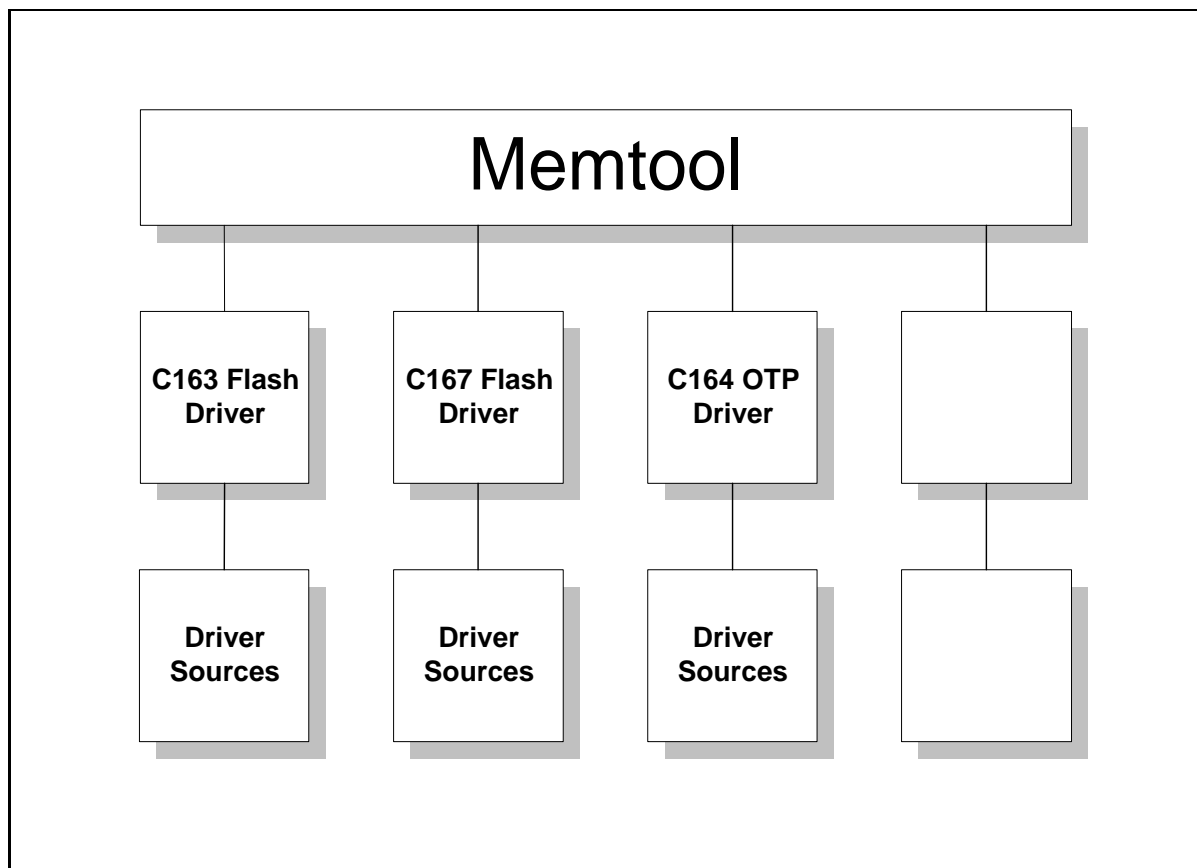 Memtool
C163 Flash
Driver
C167 Flash
Driver
C164 OTP
Driver
Driver
Sources
Driver
Sources
Driver
Sources